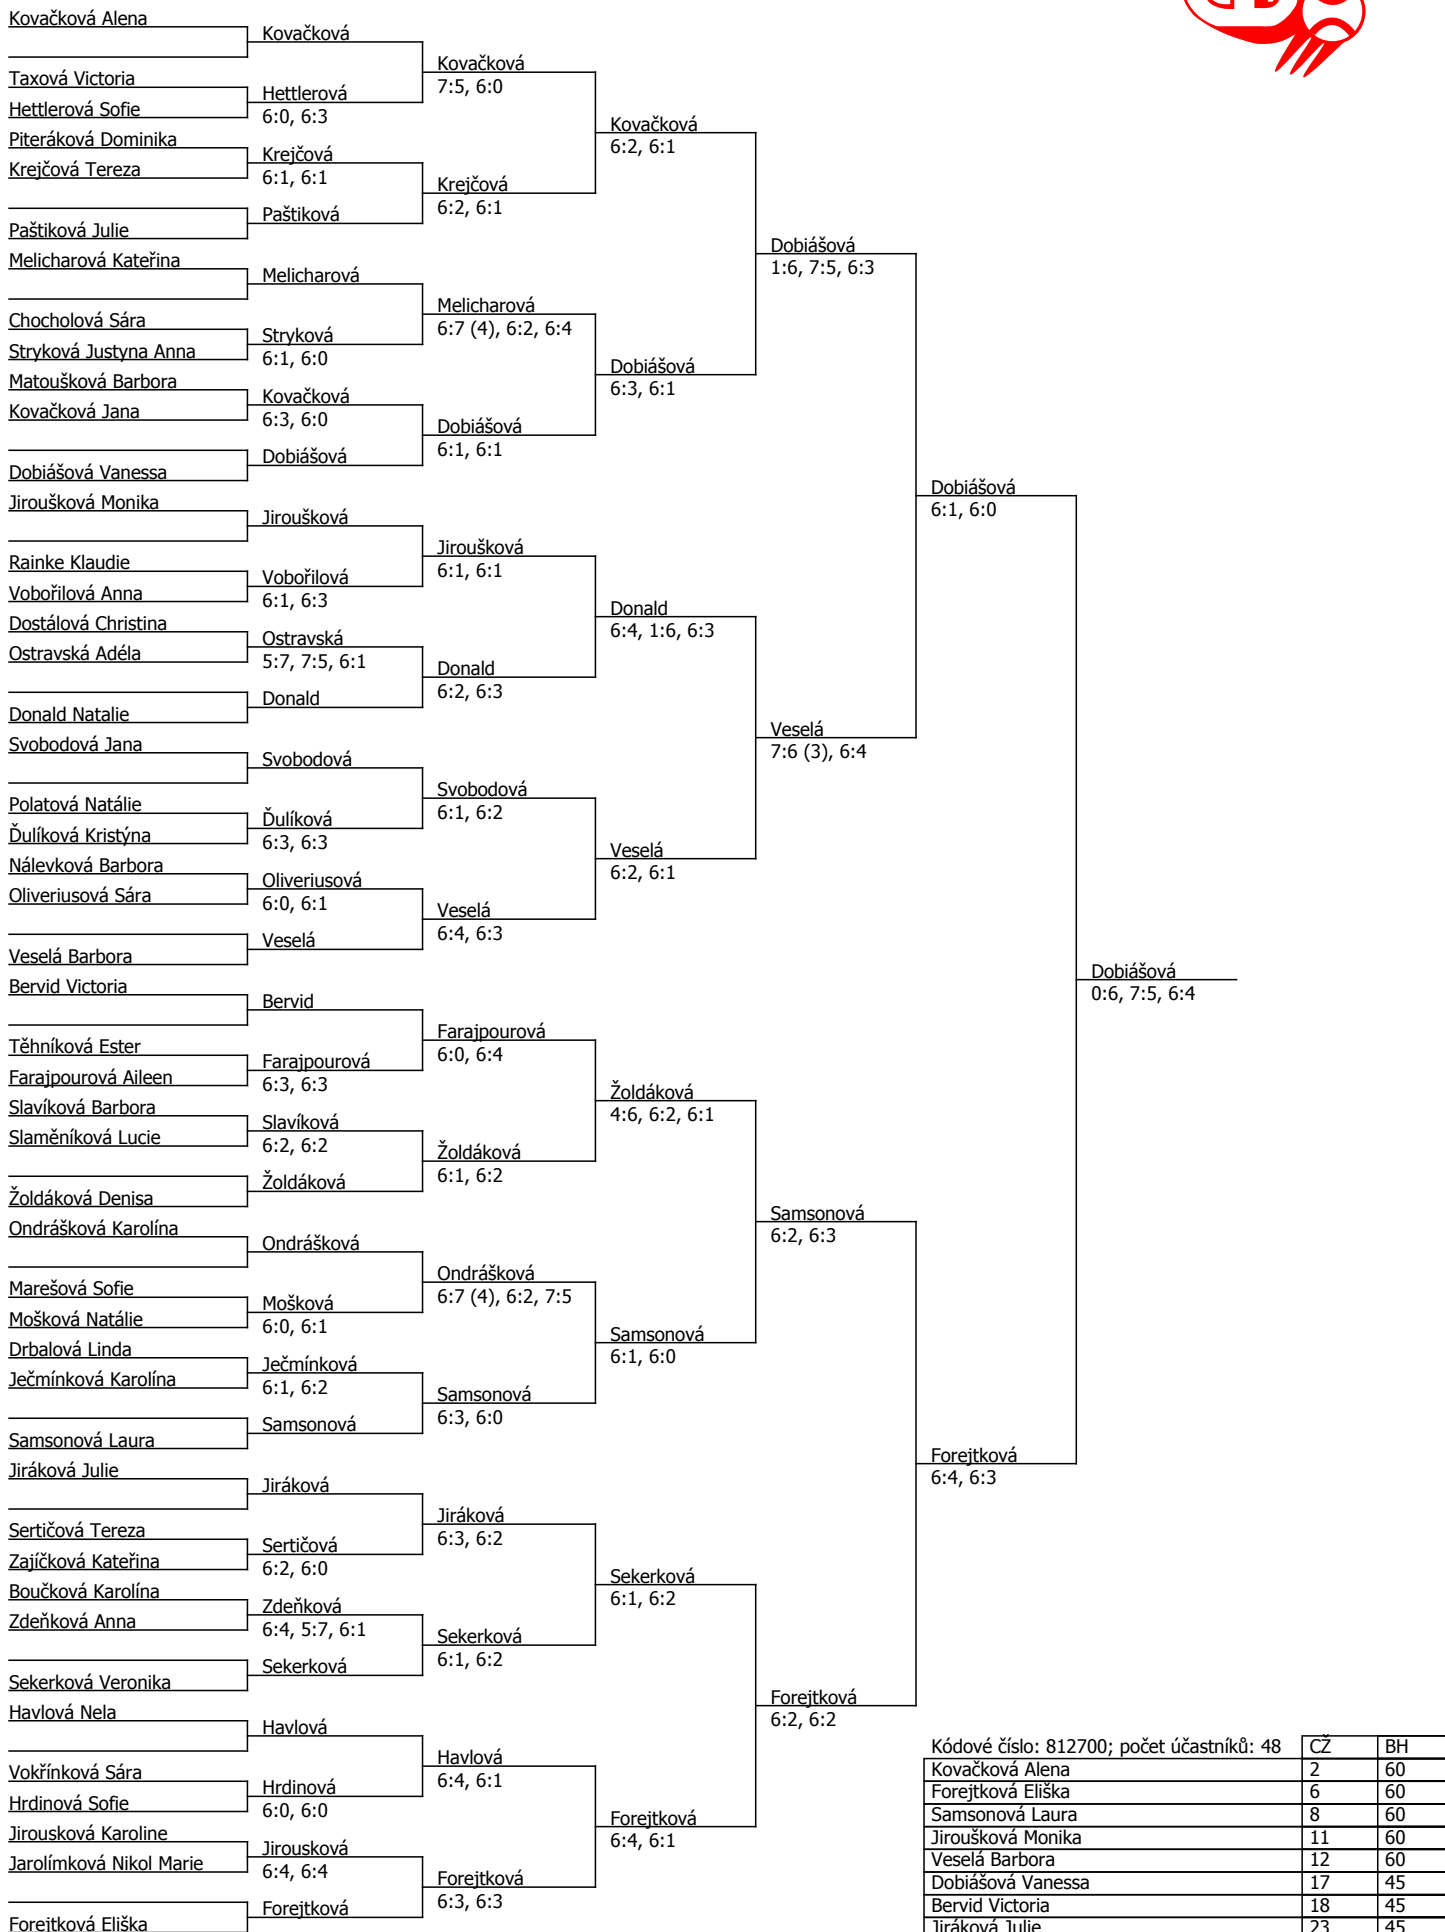 Kovačková Alena
Taxová Victoria
Hettlerová Sofie
Piteráková Dominika
Krejčová Tereza
Paštiková Julie
Melicharová Kateřina
Chocholová Sára
Stryková Justyna Anna
Matoušková Barbora
Kovačková Jana
Dobiášová Vanessa
Jiroušková Monika
Rainke Klaudie
Vobořilová Anna
Dostálová Christina
Ostravská Adéla
Donald Natalie
Svobodová Jana
Polatová Natálie
Ďulíková Kristýna
Nálevková Barbora
Oliveriusová Sára
Veselá Barbora
Bervid Victoria
Těhníková Ester
Farajpourová Aileen
Slavíková Barbora
Slaměníková Lucie
Žoldáková Denisa
Ondrášková Karolína
Marešová Sofie
Mošková Natálie
Drbalová Linda
Ječmínková Karolína
Samsonová Laura
Jiráková Julie
Sertičová Tereza
Zajíčková Kateřina
Boučková Karolína
Zdeňková Anna
Sekerková Veronika
Havlová Nela
Vokřínková Sára
Hrdinová Sofie
Jirousková Karoline
Jarolímková Nikol Marie
Forejtková Eliška
Kovačková
Hettlerová
6:0, 6:3
Krejčová
6:1, 6:1
Paštiková
Melicharová
Stryková
6:1, 6:0
Kovačková
6:3, 6:0
Dobiášová
Jiroušková
Vobořilová
6:1, 6:3
Ostravská
5:7, 7:5, 6:1
Donald
Svobodová
Ďulíková
6:3, 6:3
Oliveriusová
6:0, 6:1
Veselá
Bervid
Farajpourová
6:3, 6:3
Slavíková
6:2, 6:2
Žoldáková
Ondrášková
Mošková
6:0, 6:1
Ječmínková
6:1, 6:2
Samsonová
Jiráková
Sertičová
6:2, 6:0
Zdeňková
6:4, 5:7, 6:1
Sekerková
Havlová
Hrdinová
6:0, 6:0
Jirousková
6:4, 6:4
Forejtková
Kovačková
7:5, 6:0
Krejčová
6:2, 6:1
Melicharová
6:7 (4), 6:2, 6:4
Dobiášová
6:1, 6:1
Jiroušková
6:1, 6:1
Donald
6:2, 6:3
Svobodová
6:1, 6:2
Veselá
6:4, 6:3
Farajpourová
6:0, 6:4
Žoldáková
6:1, 6:2
Ondrášková
6:7 (4), 6:2, 7:5
Samsonová
6:3, 6:0
Jiráková
6:3, 6:2
Sekerková
6:1, 6:2
Havlová
6:4, 6:1
Forejtková
6:3, 6:3
Kovačková
6:2, 6:1
Dobiášová
6:3, 6:1
Donald
6:4, 1:6, 6:3
Veselá
6:2, 6:1
Žoldáková
4:6, 6:2, 6:1
Samsonová
6:1, 6:0
Sekerková
6:1, 6:2
Forejtková
6:4, 6:1
Dobiášová
1:6, 7:5, 6:3
Veselá
7:6 (3), 6:4
Samsonová
6:2, 6:3
Forejtková
6:2, 6:2
Dobiášová
6:1, 6:0
Forejtková
6:4, 6:3
Dobiášová
0:6, 7:5, 6:4
Kódové číslo: 812700; počet účastníků: 48 CŽ BH
Kovačková Alena 2 60
Forejtková Eliška 6 60
Samsonová Laura 8 60
Jiroušková Monika 11 60
Veselá Barbora 12 60
Dobiášová Vanessa 17 45
Bervid Victoria 18 45
Jiráková Julie 23 45